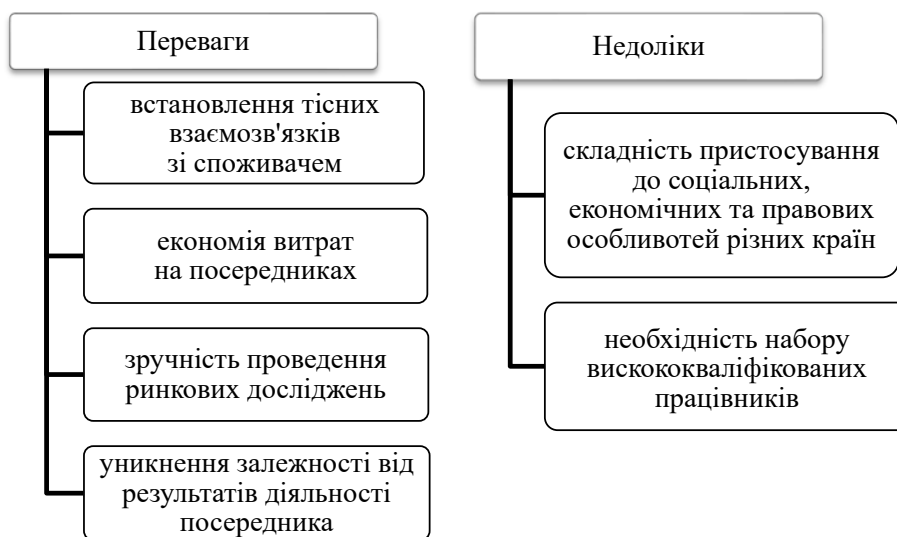 Переваги
встановлення тісних
взаємозв'язків
зі споживачем
економія витрат
на посередниках
зручність проведення
ринкових досліджень
уникнення залежності від
результатів діяльності
посередника
Недоліки
складність пристосування
до соціальних,
економічних та правових
особливотей різних країн
необхідність набору
вискококваліфікованих
працівників